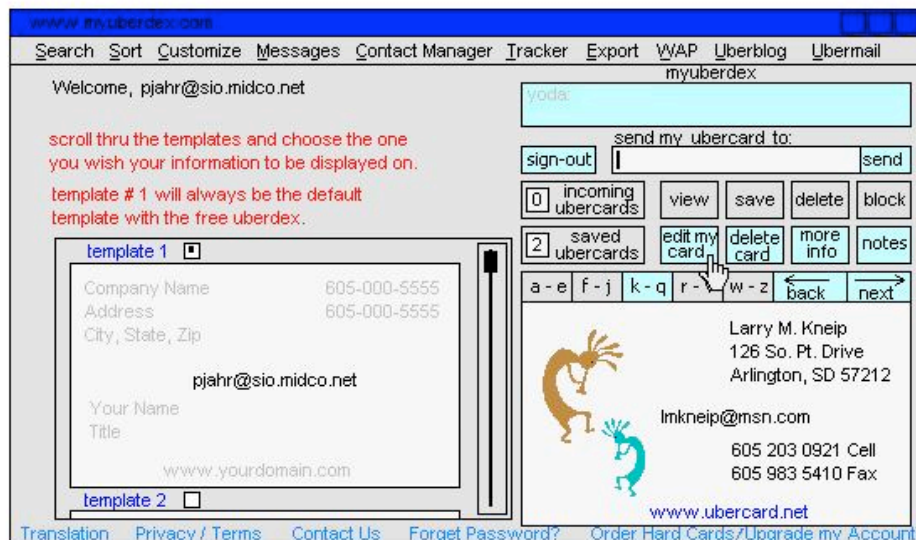 www.myuberdex.com
Search Sort Customize Messages Contact Manager Tracker Export WAP Uberblog Ubermail
Welcome, pjahr@sio.midco.net
scroll thru the templates and choose the one
you wish your information to be displayed on.
template # 1 will always be the default
template with the free uberdex.
template 1
Company Name 605-000-5555
Address 605-000-5555
City, State, Zip
pjahr@sio.midco.net
Your Name
Title
www.yourdomain.com
template 2
myuberdex
yoda:
send my ubercard to:
sign-out send
0 incoming ubercards view save delete block
2 saved ubercards edit my card delete card more info notes
a - e f - j k - q r - w - z back next
Larry M. Kneip
126 So. Pt. Drive
Arlington, SD 57212
lmkneip@msn.com
605 203 0921 Cell
605 983 5410 Fax
www.ubercard.net
Translation Privacy / Terms Contact Us Forget Password? Order Hard Cards/Upgrade my Account